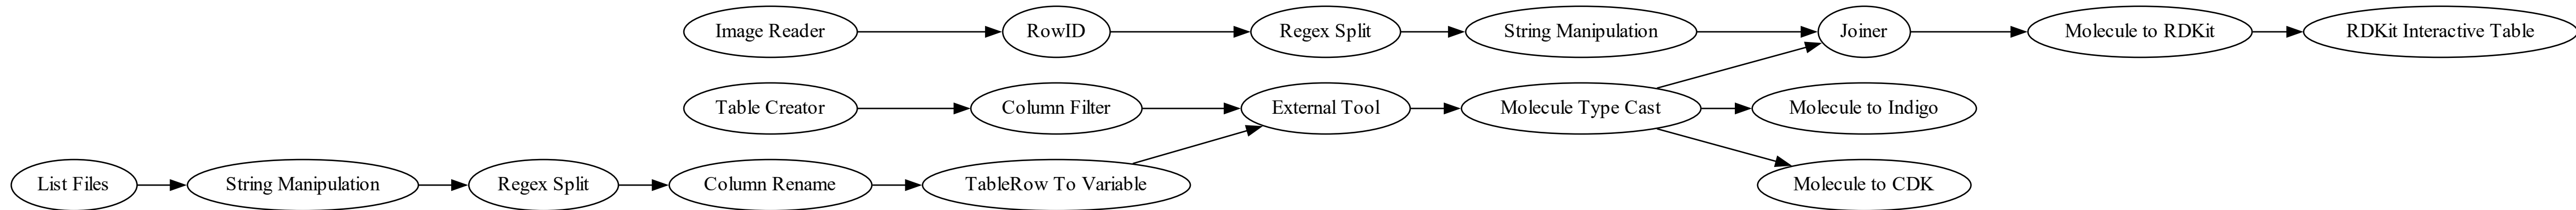 Image Reader
RowID
Regex Split
String Manipulation
Joiner
Molecule to RDKit
RDKit Interactive Table
Table Creator
Column Filter
External Tool
Molecule Type Cast
Molecule to Indigo
List Files
String Manipulation
Regex Split
Column Rename
TableRow To Variable
Molecule to CDK